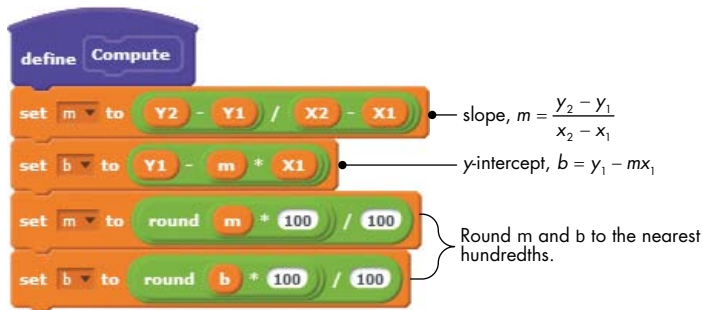 define Compute
set m to Y2 - Y1 / X2 - X1
slope, m = y₂ − y₁ / x₂ − x₁
set b to Y1 - m * X1
y-intercept, b = y₁ − mx₁
set m to round m * 100 / 100
set b to round b * 100 / 100
Round m and b to the nearest
hundredths.